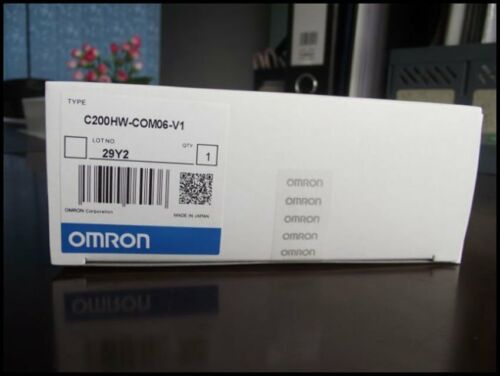 TYPE
C200HW-COM06-V1
LOT NO.
QTY
29Y2
1
OMRON Corporation
MADE IN JAPAN
OMRON
OMRON
OMRON
OMRON
OMRON
OMRON